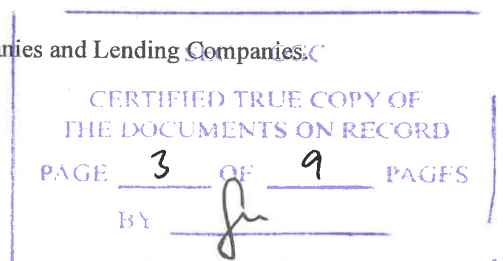 nies and Lending Companies.
CERTIFIED TRUE COPY OF
THE DOCUMENTS ON RECORD
PAGE 3 OF 9 PAGES
BY